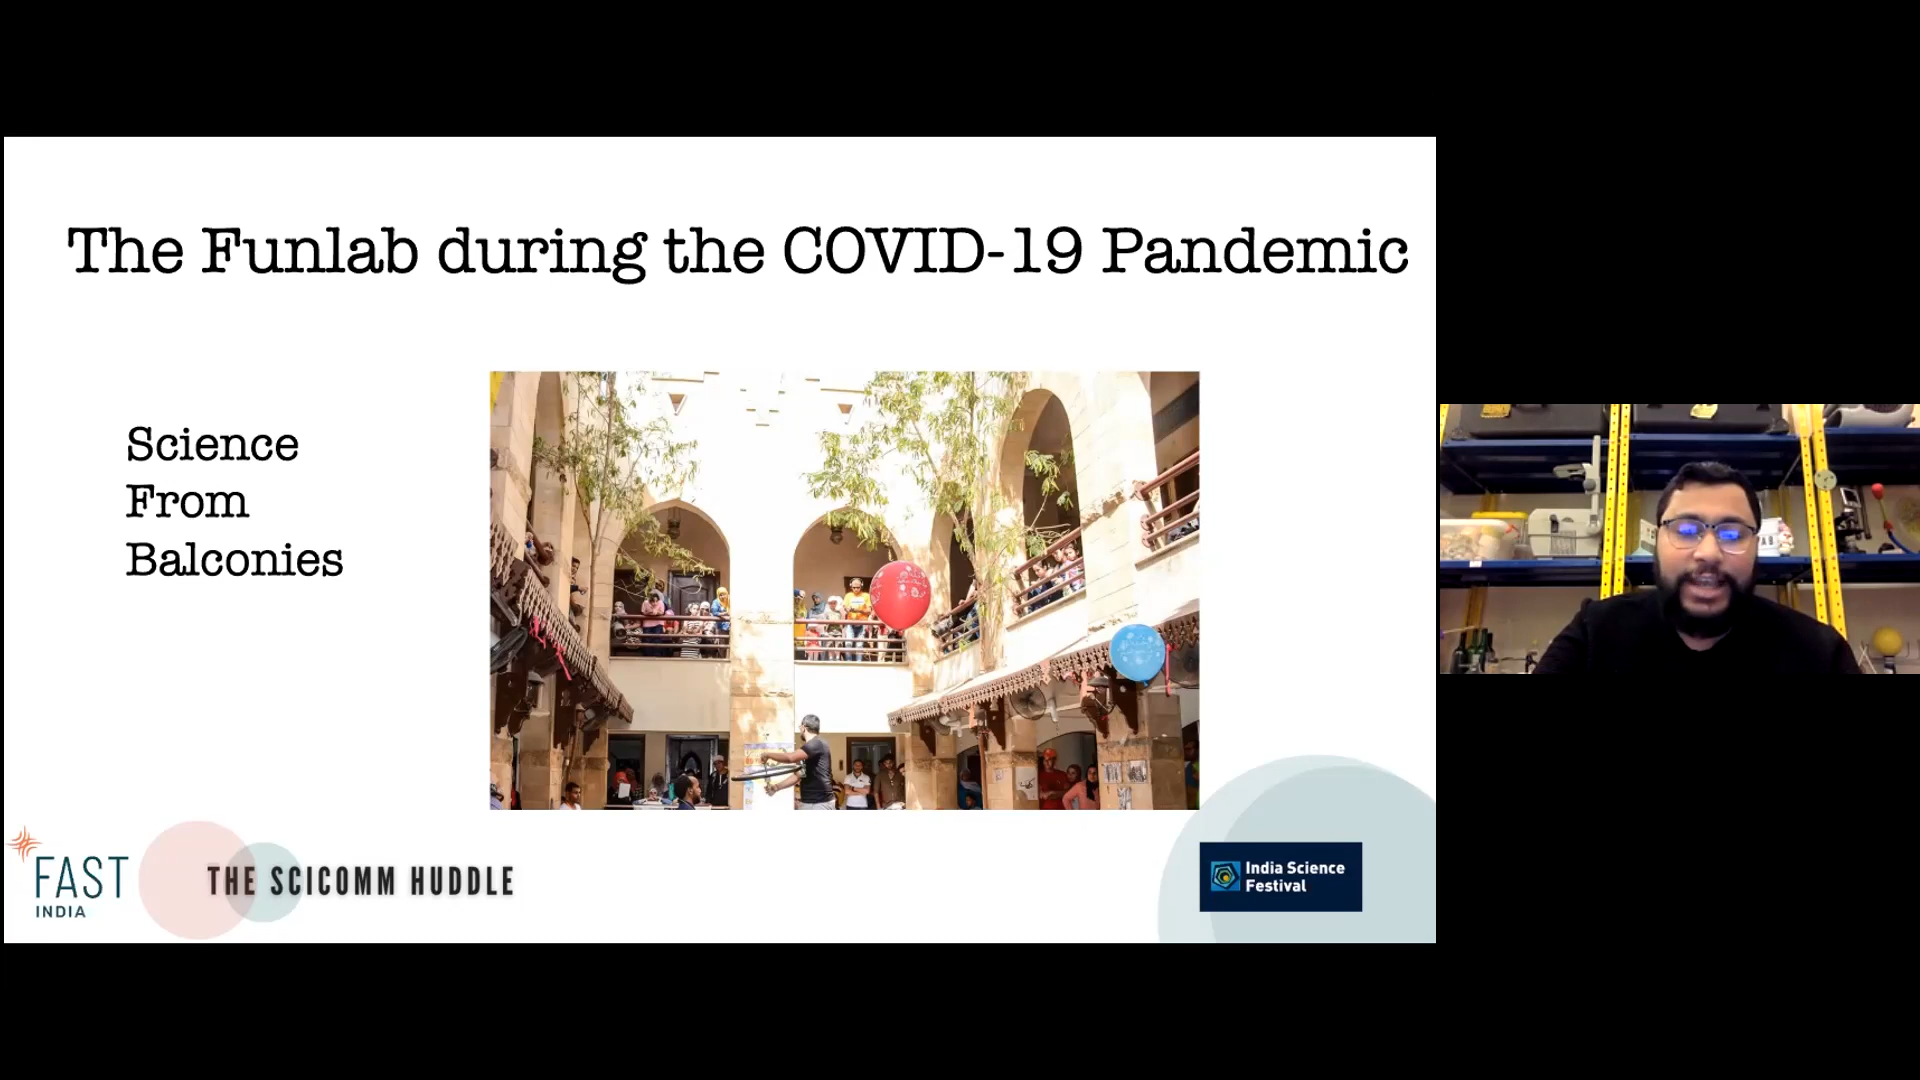 The Funlab during the COVID-19 Pandemic
Science
From
Balconies
FAST
INDIA
THE SCICOMM HUDDLE
India Science
Festival